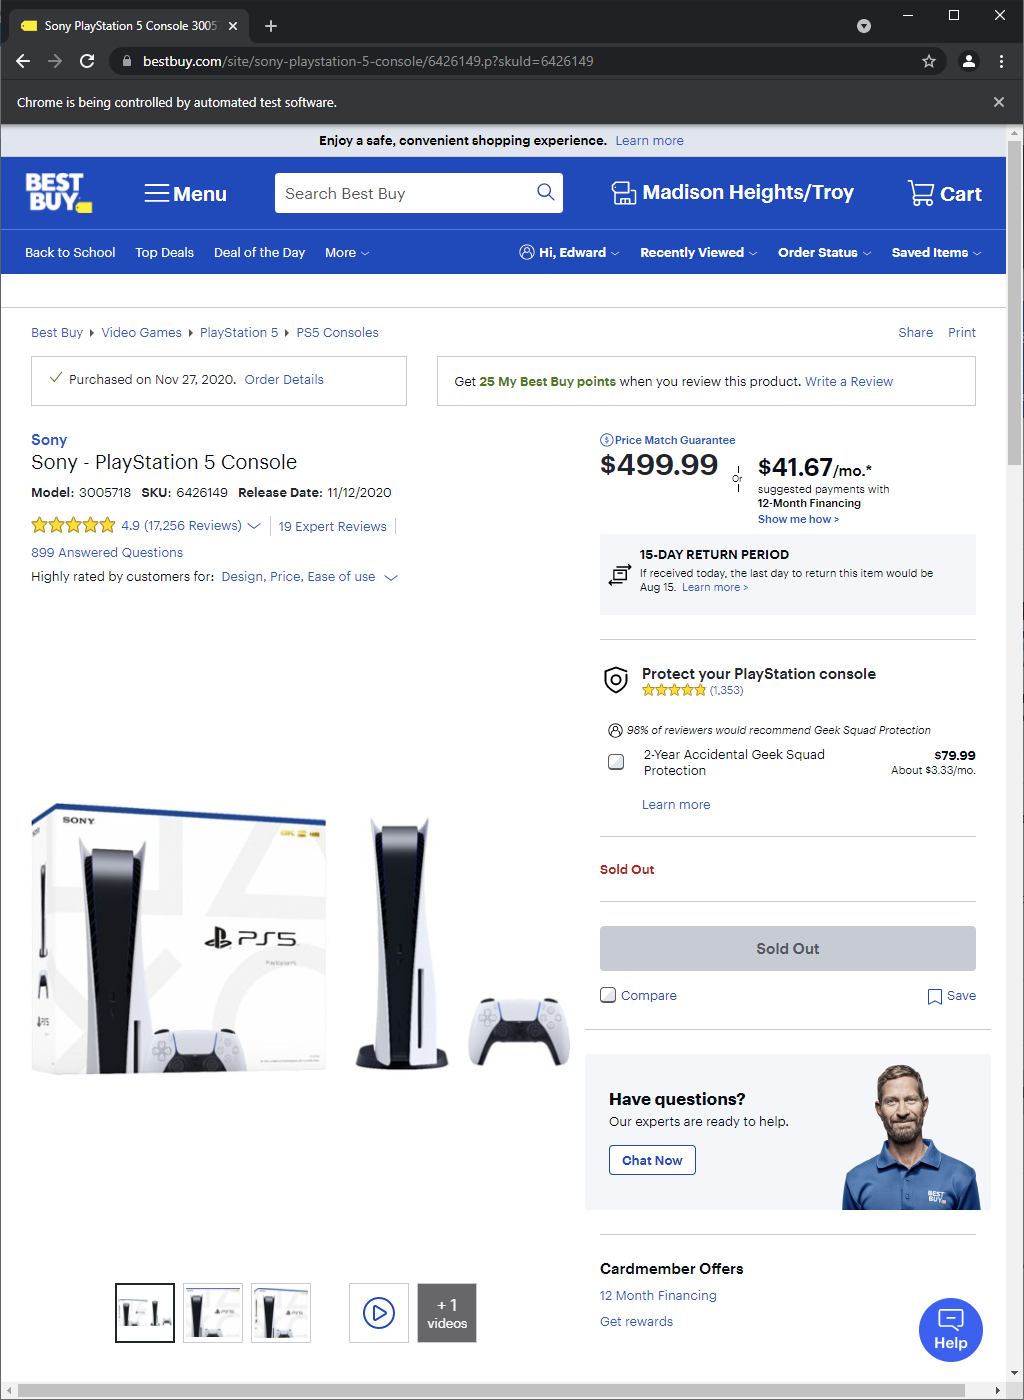 Sony PlayStation 5 Console 3005
bestbuy.com/site/sony-playstation-5-console/6426149.p?skuId=6426149
Chrome is being controlled by automated test software.
Enjoy a safe, convenient shopping experience. Learn more
BEST BUY
Menu
Search Best Buy
Madison Heights/Troy
Cart
Back to School Top Deals Deal of the Day More
Hi, Edward Recently Viewed Order Status Saved Items
Best Buy Video Games PlayStation 5 PS5 Consoles
Share Print
Purchased on Nov 27, 2020. Order Details
Get 25 My Best Buy points when you review this product. Write a Review
Sony
Sony - PlayStation 5 Console
Model: 3005718 SKU: 6426149 Release Date: 11/12/2020
4.9 (17,256 Reviews) 19 Expert Reviews
899 Answered Questions
Highly rated by customers for: Design, Price, Ease of use
Price Match Guarantee
$499.99
Or
$41.67/mo.*
suggested payments with
12-Month Financing
Show me how >
15-DAY RETURN PERIOD
If received today, the last day to return this item would be
Aug 15. Learn more >
Protect your PlayStation console
(1,353)
98% of reviewers would recommend Geek Squad Protection
2-Year Accidental Geek Squad
Protection
$79.99
About $3.33/mo.
Learn more
Sold Out
Sold Out
Compare
Save
SONY
PS5
PlayStation5
Have questions?
Our experts are ready to help.
Chat Now
BEST
BUY
Cardmember Offers
12 Month Financing
Get rewards
+ 1
videos
Help